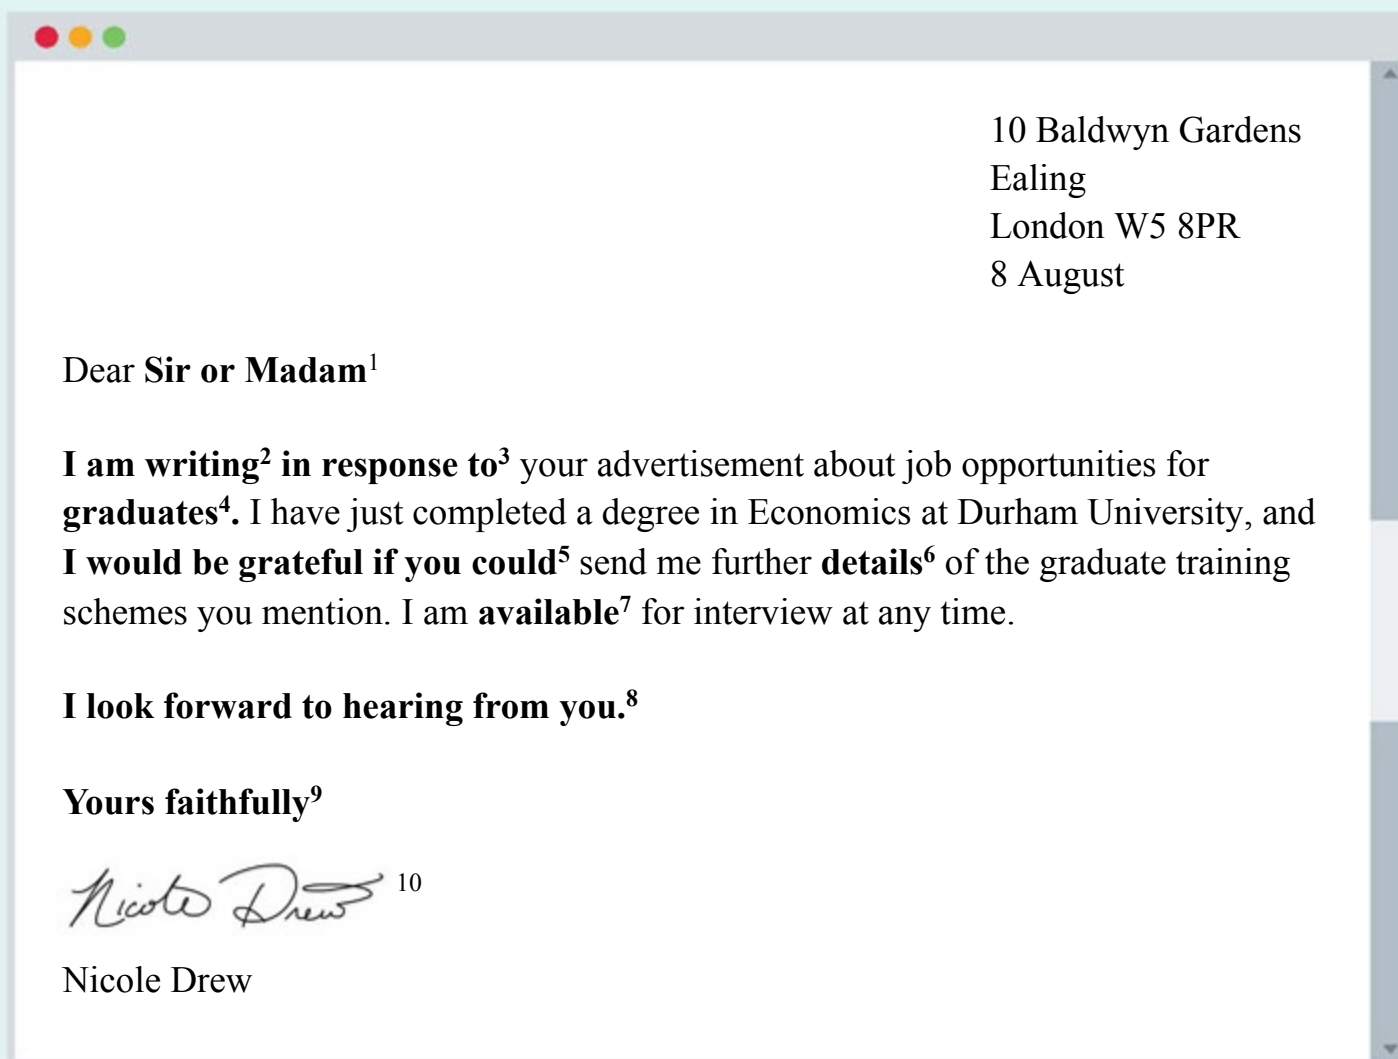 10 Baldwyn Gardens
Ealing
London W5 8PR
8 August
Dear Sir or Madam¹
I am writing² in response to³ your advertisement about job opportunities for
graduates⁴. I have just completed a degree in Economics at Durham University, and
I would be grateful if you could⁵ send me further details⁶ of the graduate training
schemes you mention. I am available⁷ for interview at any time.
I look forward to hearing from you.⁸
Yours faithfully⁹
Nicole Drew ¹⁰
Nicole Drew